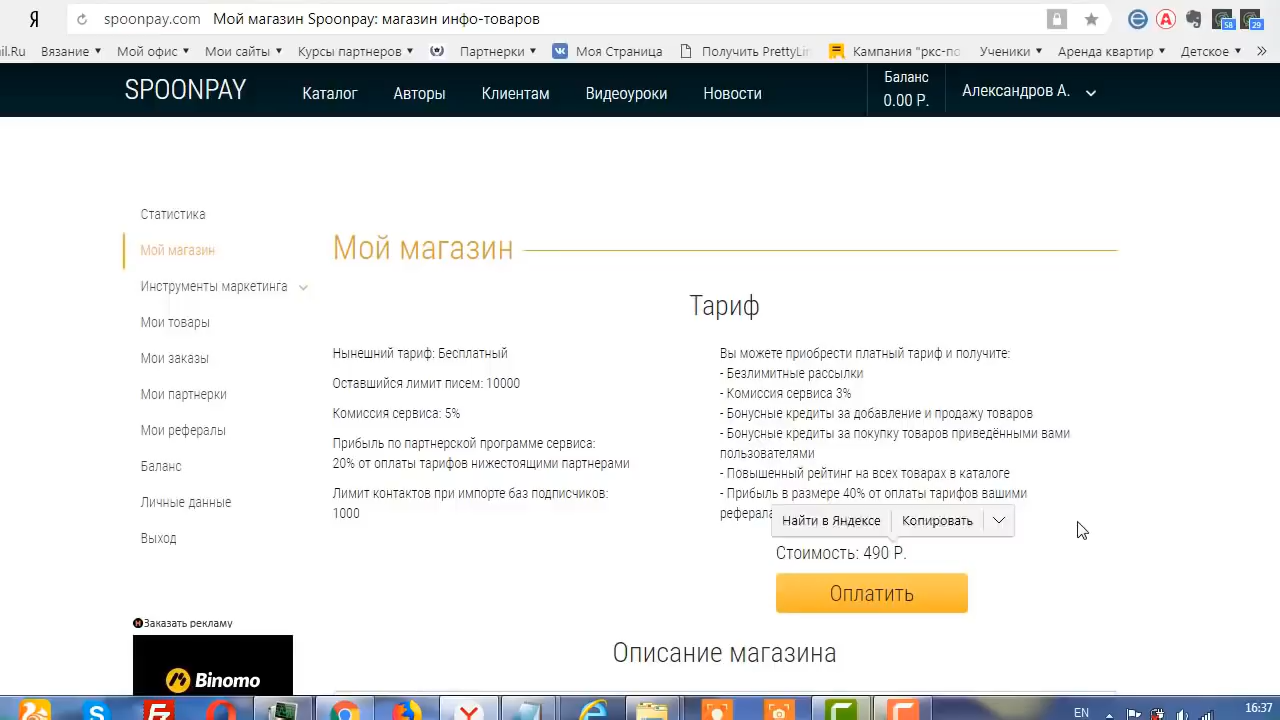 Я
spoonpay.com Мой магазин Spoonpay: магазин инфо-товаров
58 29
il.Ru Вязание Мой офис Мои сайты Курсы партнеров Партнерки Моя Страница Получить PrettyLin Кампания "ркс-по Ученики Аренда квартир Детское
SPOONPAY Каталог Авторы Клиентам Видеоуроки Новости
Баланс
0.00 Р.
Александров А.
Статистика
Мой магазин
Инструменты маркетинга
Мои товары
Мои заказы
Мои партнерки
Мои рефералы
Баланс
Личные данные
Выход
Заказать рекламу
Binomo
Мой магазин
Тариф
Нынешний тариф: Бесплатный
Оставшийся лимит писем: 10000
Комиссия сервиса: 5%
Прибыль по партнерской программе сервиса:
20% от оплаты тарифов нижестоящими партнерами
Лимит контактов при импорте баз подписчиков:
1000
Вы можете приобрести платный тариф и получите:
- Безлимитные рассылки
- Комиссия сервиса 3%
- Бонусные кредиты за добавление и продажу товаров
- Бонусные кредиты за покупку товаров приведёнными вами
пользователями
- Повышенный рейтинг на всех товарах в каталоге
- Прибыль в размере 40% от оплаты тарифов вашими
реферала
Найти в Яндексе Копировать
Стоимость: 490 Р.
Оплатить
Описание магазина
EN 16:37